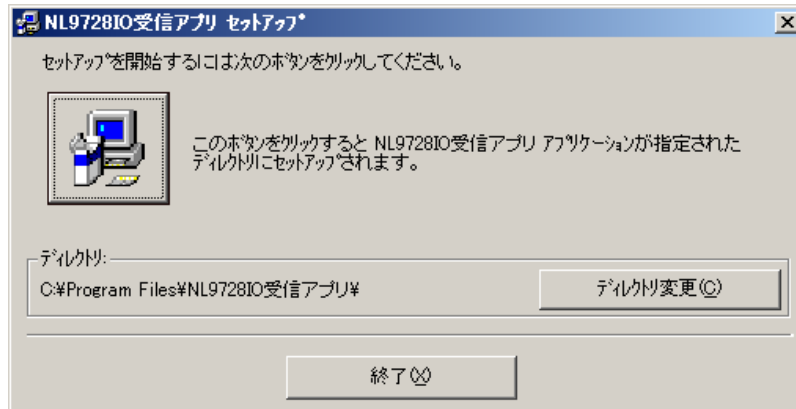 NL9728IO受信アプリ ｾｯﾄｱｯﾌﾟ
ｾｯﾄｱｯﾌﾟを開始するには次のﾎﾞﾀﾝをｸﾘｯｸしてください。
このﾎﾞﾀﾝをｸﾘｯｸすると NL9728IO受信アプリ ｱﾌﾟﾘｹｰｼｮﾝが指定された
ﾃﾞｨﾚｸﾄﾘにｾｯﾄｱｯﾌﾟされます。
ﾃﾞｨﾚｸﾄﾘ:
C:¥Program Files¥NL9728IO受信アプリ¥
ﾃﾞｨﾚｸﾄﾘ変更(C)
終了(X)